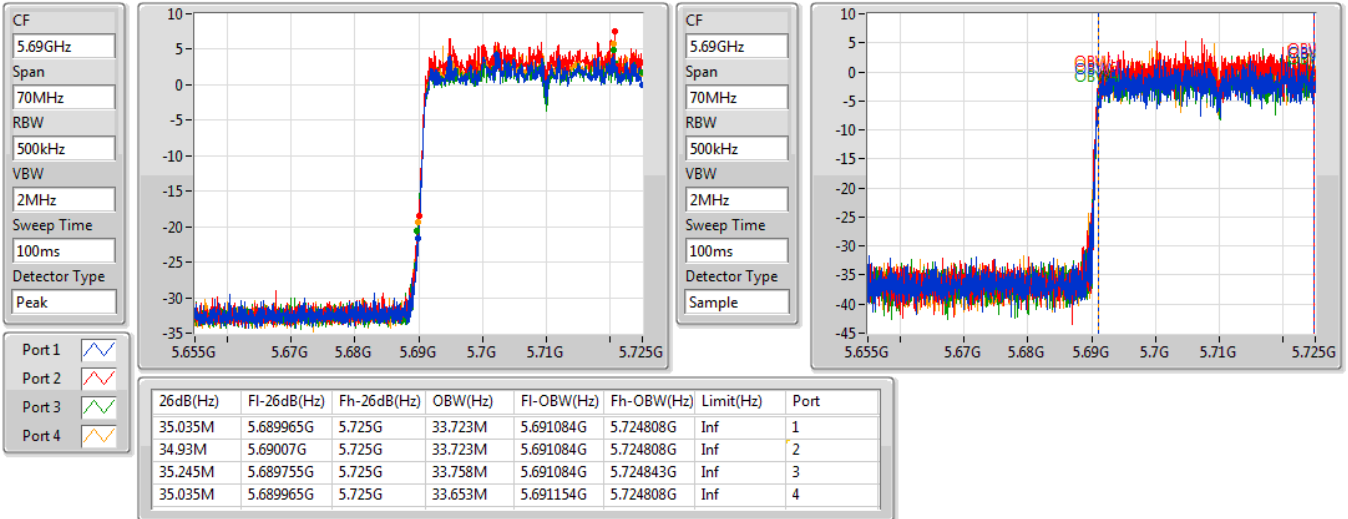 CF
5.69GHz
Span
70MHz
RBW
500kHz
VBW
2MHz
Sweep Time
100ms
Detector Type
Peak
10
5
0
-5
-10
-15
-20
-25
-30
-35
5.655G 5.67G 5.68G 5.69G 5.7G 5.71G 5.725G
CF
5.69GHz
Span
70MHz
RBW
500kHz
VBW
2MHz
Sweep Time
100ms
Detector Type
Sample
10
5
0
-5
-10
-15
-20
-25
-30
-35
-40
-45
5.655G 5.67G 5.68G 5.69G 5.7G 5.71G 5.725G
Port 1
Port 2
Port 3
Port 4
26dB(Hz) Fl-26dB(Hz) Fh-26dB(Hz) OBW(Hz) Fl-OBW(Hz) Fh-OBW(Hz) Limit(Hz) Port
35.035M 5.689965G 5.725G 33.723M 5.691084G 5.724808G Inf 1
34.93M 5.69007G 5.725G 33.723M 5.691084G 5.724808G Inf 2
35.245M 5.689755G 5.725G 33.758M 5.691084G 5.724843G Inf 3
35.035M 5.689965G 5.725G 33.653M 5.691154G 5.724808G Inf 4